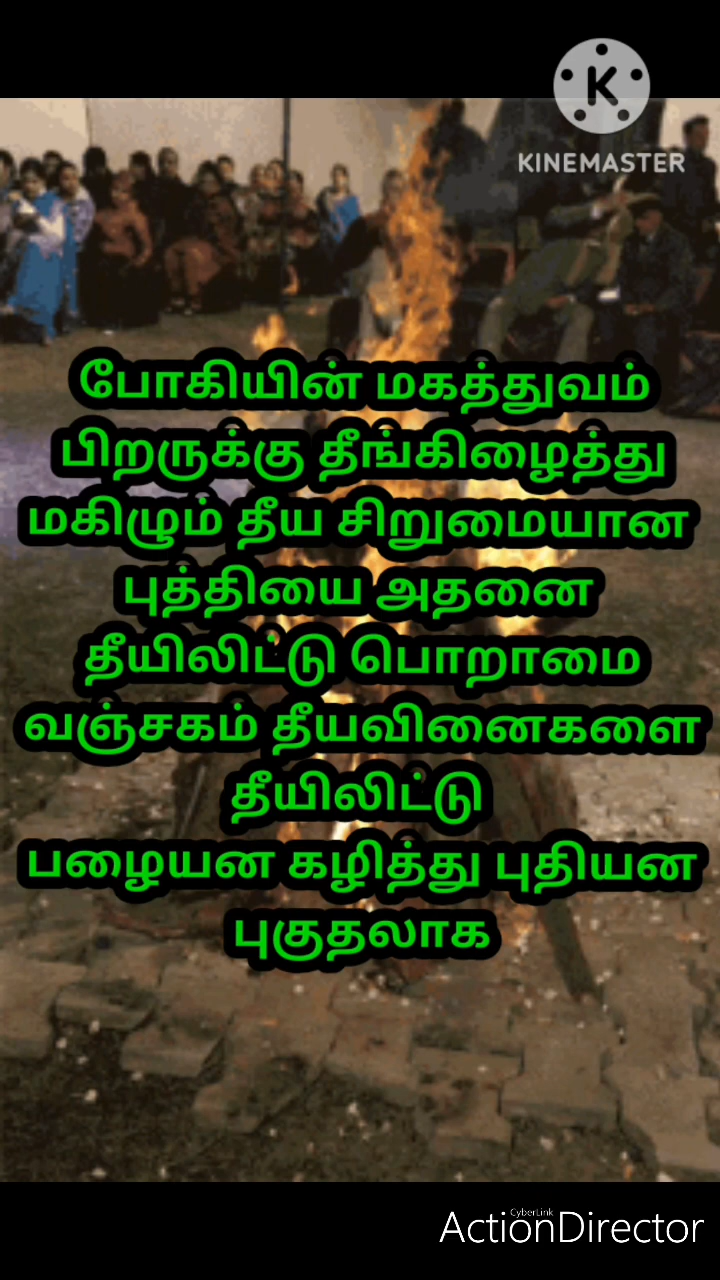 KINEMASTER
போகியின் மகத்துவம்
பிறருக்கு தீங்கிழைத்து
மகிழும் தீய சிறுமையான
புத்தியை அதனை
தீயிலிட்டு பொறாமை
வஞ்சகம் தீயவினைகளை
தீயிலிட்டு
பழையன கழித்து புதியன
புகுதலாக
CyberLink
ActionDirector